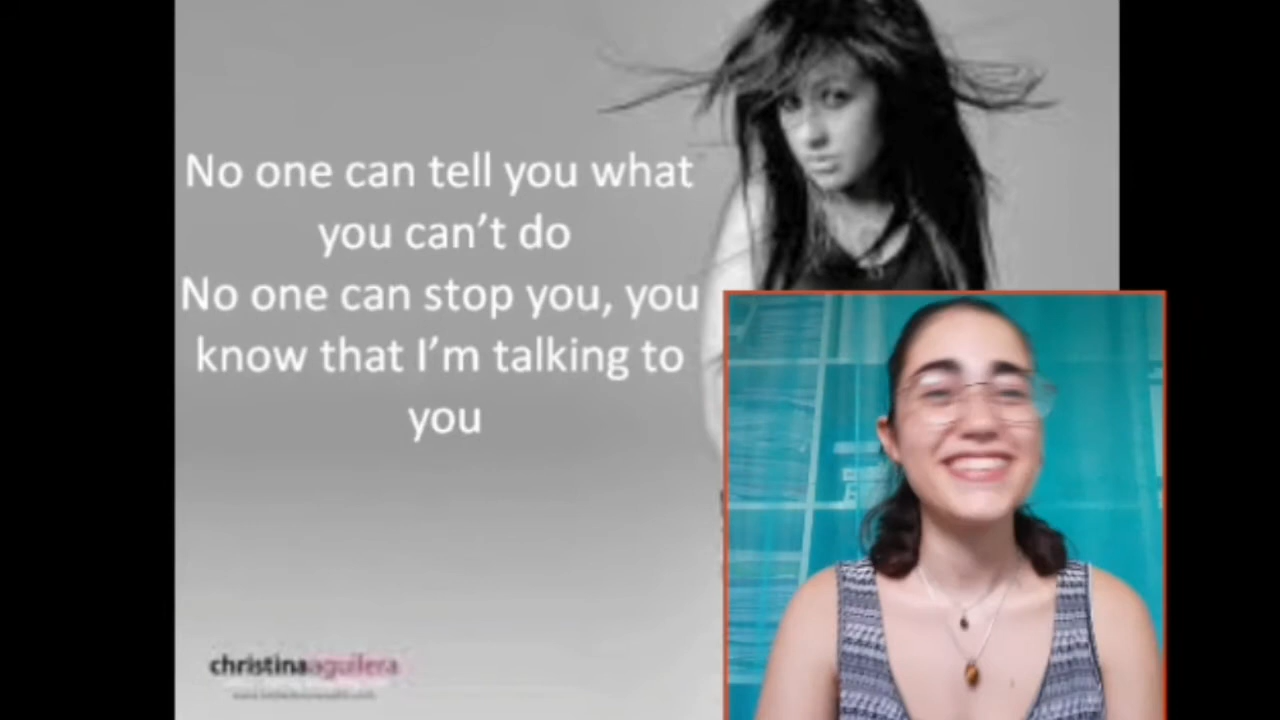 No one can tell you what
you can’t do
No one can stop you, you
know that I’m talking to
you
christinaaguilera